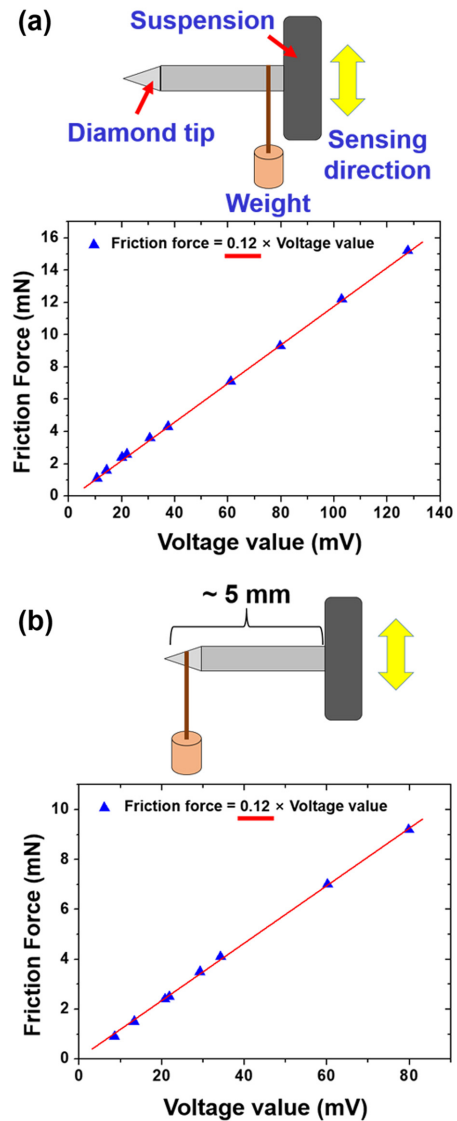 (a)
Suspension
Diamond tip
Sensing
direction
Weight
Friction force = 0.12 × Voltage value
Friction Force (mN)
16
14
12
10
8
6
4
2
0
0 20 40 60 80 100 120 140
Voltage value (mV)
(b)
~ 5 mm
Friction force = 0.12 × Voltage value
Friction Force (mN)
10
8
6
4
2
0
0 20 40 60 80
Voltage value (mV)